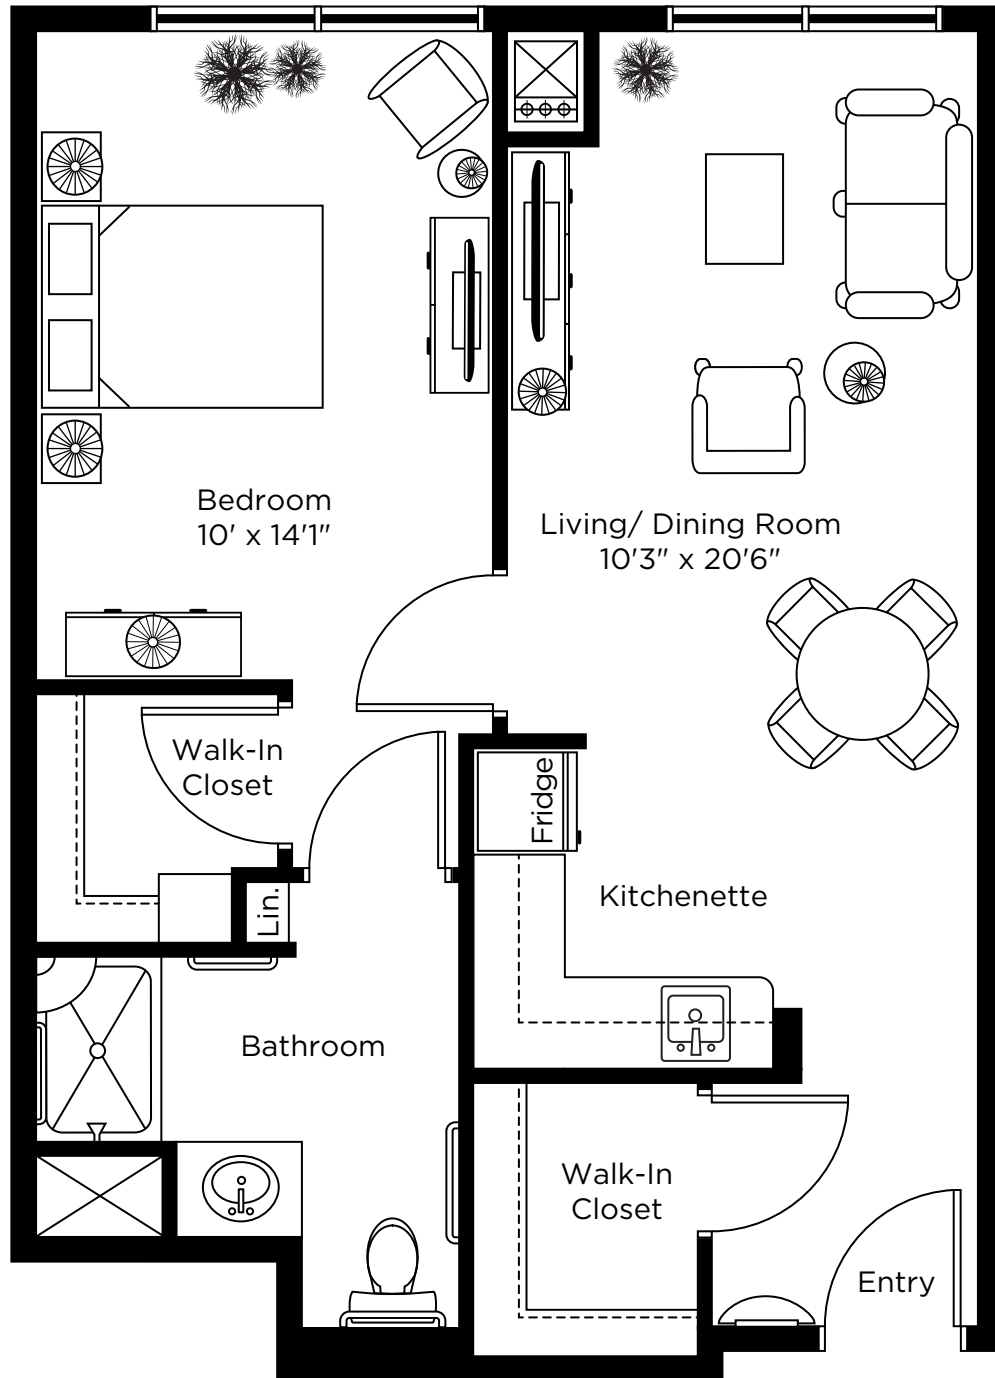 Bedroom
10' x 14'1"
Living/ Dining Room
10'3" x 20'6"
Walk-In
Closet
Fridge
Lin.
Kitchenette
Bathroom
Walk-In
Closet
Entry